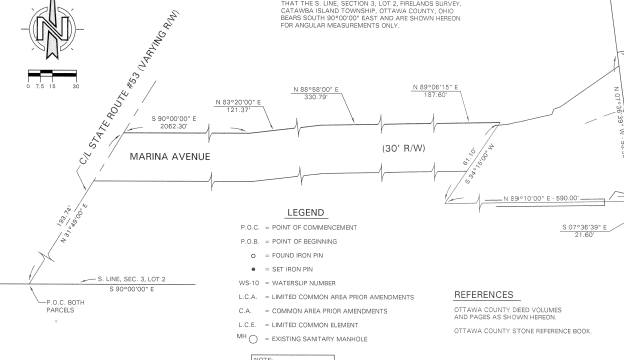 THAT THE S. LINE, SECTION 3, LOT 2, FIRELANDS SURVEY,
CATAWBA ISLAND TOWNSHIP, OTTAWA COUNTY, OHIO
BEARS SOUTH 90°00'00" EAST AND ARE SHOWN HEREON
FOR ANGULAR MEASUREMENTS ONLY.
N
0 7.5 15 30
C/L STATE ROUTE #53 (VARYING R/W)
S 90°00'00" E
2062.30'
N 83°20'00" E
121.37'
N 88°58'00" E
330.79'
N 89°06'15" E
187.60'
MARINA AVENUE
(30' R/W)
61.10'
S 34°15'00" W
N 07°36'39"
193.74'
N 31°49'00" E
N 89°10'00" E - 590.00'
S 07°36'39" E
21.60'
S. LINE, SEC. 3, LOT 2
S 90°00'00" E
P.O.C. BOTH
PARCELS
LEGEND
P.O.C. = POINT OF COMMENCEMENT
P.O.B. = POINT OF BEGINNING
= FOUND IRON PIN
= SET IRON PIN
WS-10 = WATERSLIP NUMBER
L.C.A. = LIMITED COMMON AREA PRIOR AMENDMENTS
C.A. = COMMON AREA PRIOR AMENDMENTS
L.C.E. = LIMITED COMMON ELEMENT
MH = EXISTING SANITARY MANHOLE
NOTE:
REFERENCES
OTTAWA COUNTY DEED VOLUMES
AND PAGES AS SHOWN HEREON.
OTTAWA COUNTY STONE REFERENCE BOOK.